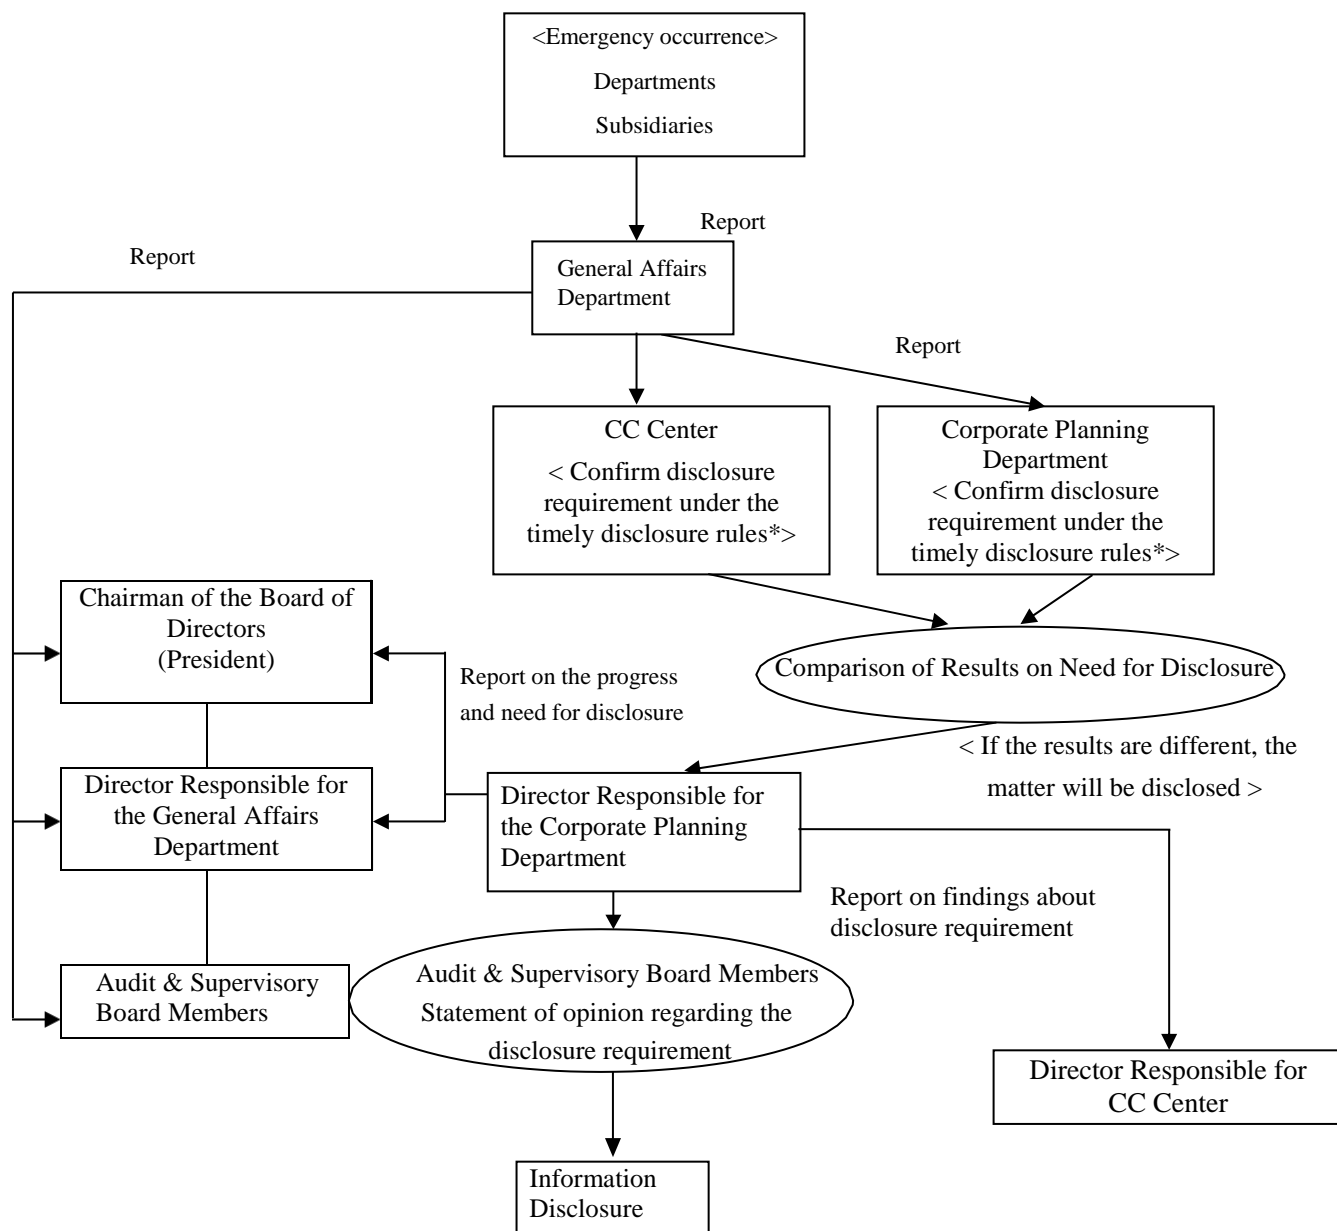 <Emergency occurrence>
Departments
Subsidiaries
Report
Report
General Affairs
Department
Report
CC Center
< Confirm disclosure
requirement under the
timely disclosure rules*>
Corporate Planning
Department
< Confirm disclosure
requirement under the
timely disclosure rules*>
Chairman of the Board of
Directors
(President)
Report on the progress
and need for disclosure
Comparison of Results on Need for Disclosure
< If the results are different, the
matter will be disclosed >
Director Responsible for
the General Affairs
Department
Director Responsible for
the Corporate Planning
Department
Report on findings about
disclosure requirement
Audit & Supervisory
Board Members
Audit & Supervisory Board Members
Statement of opinion regarding the
disclosure requirement
Director Responsible for
CC Center
Information
Disclosure